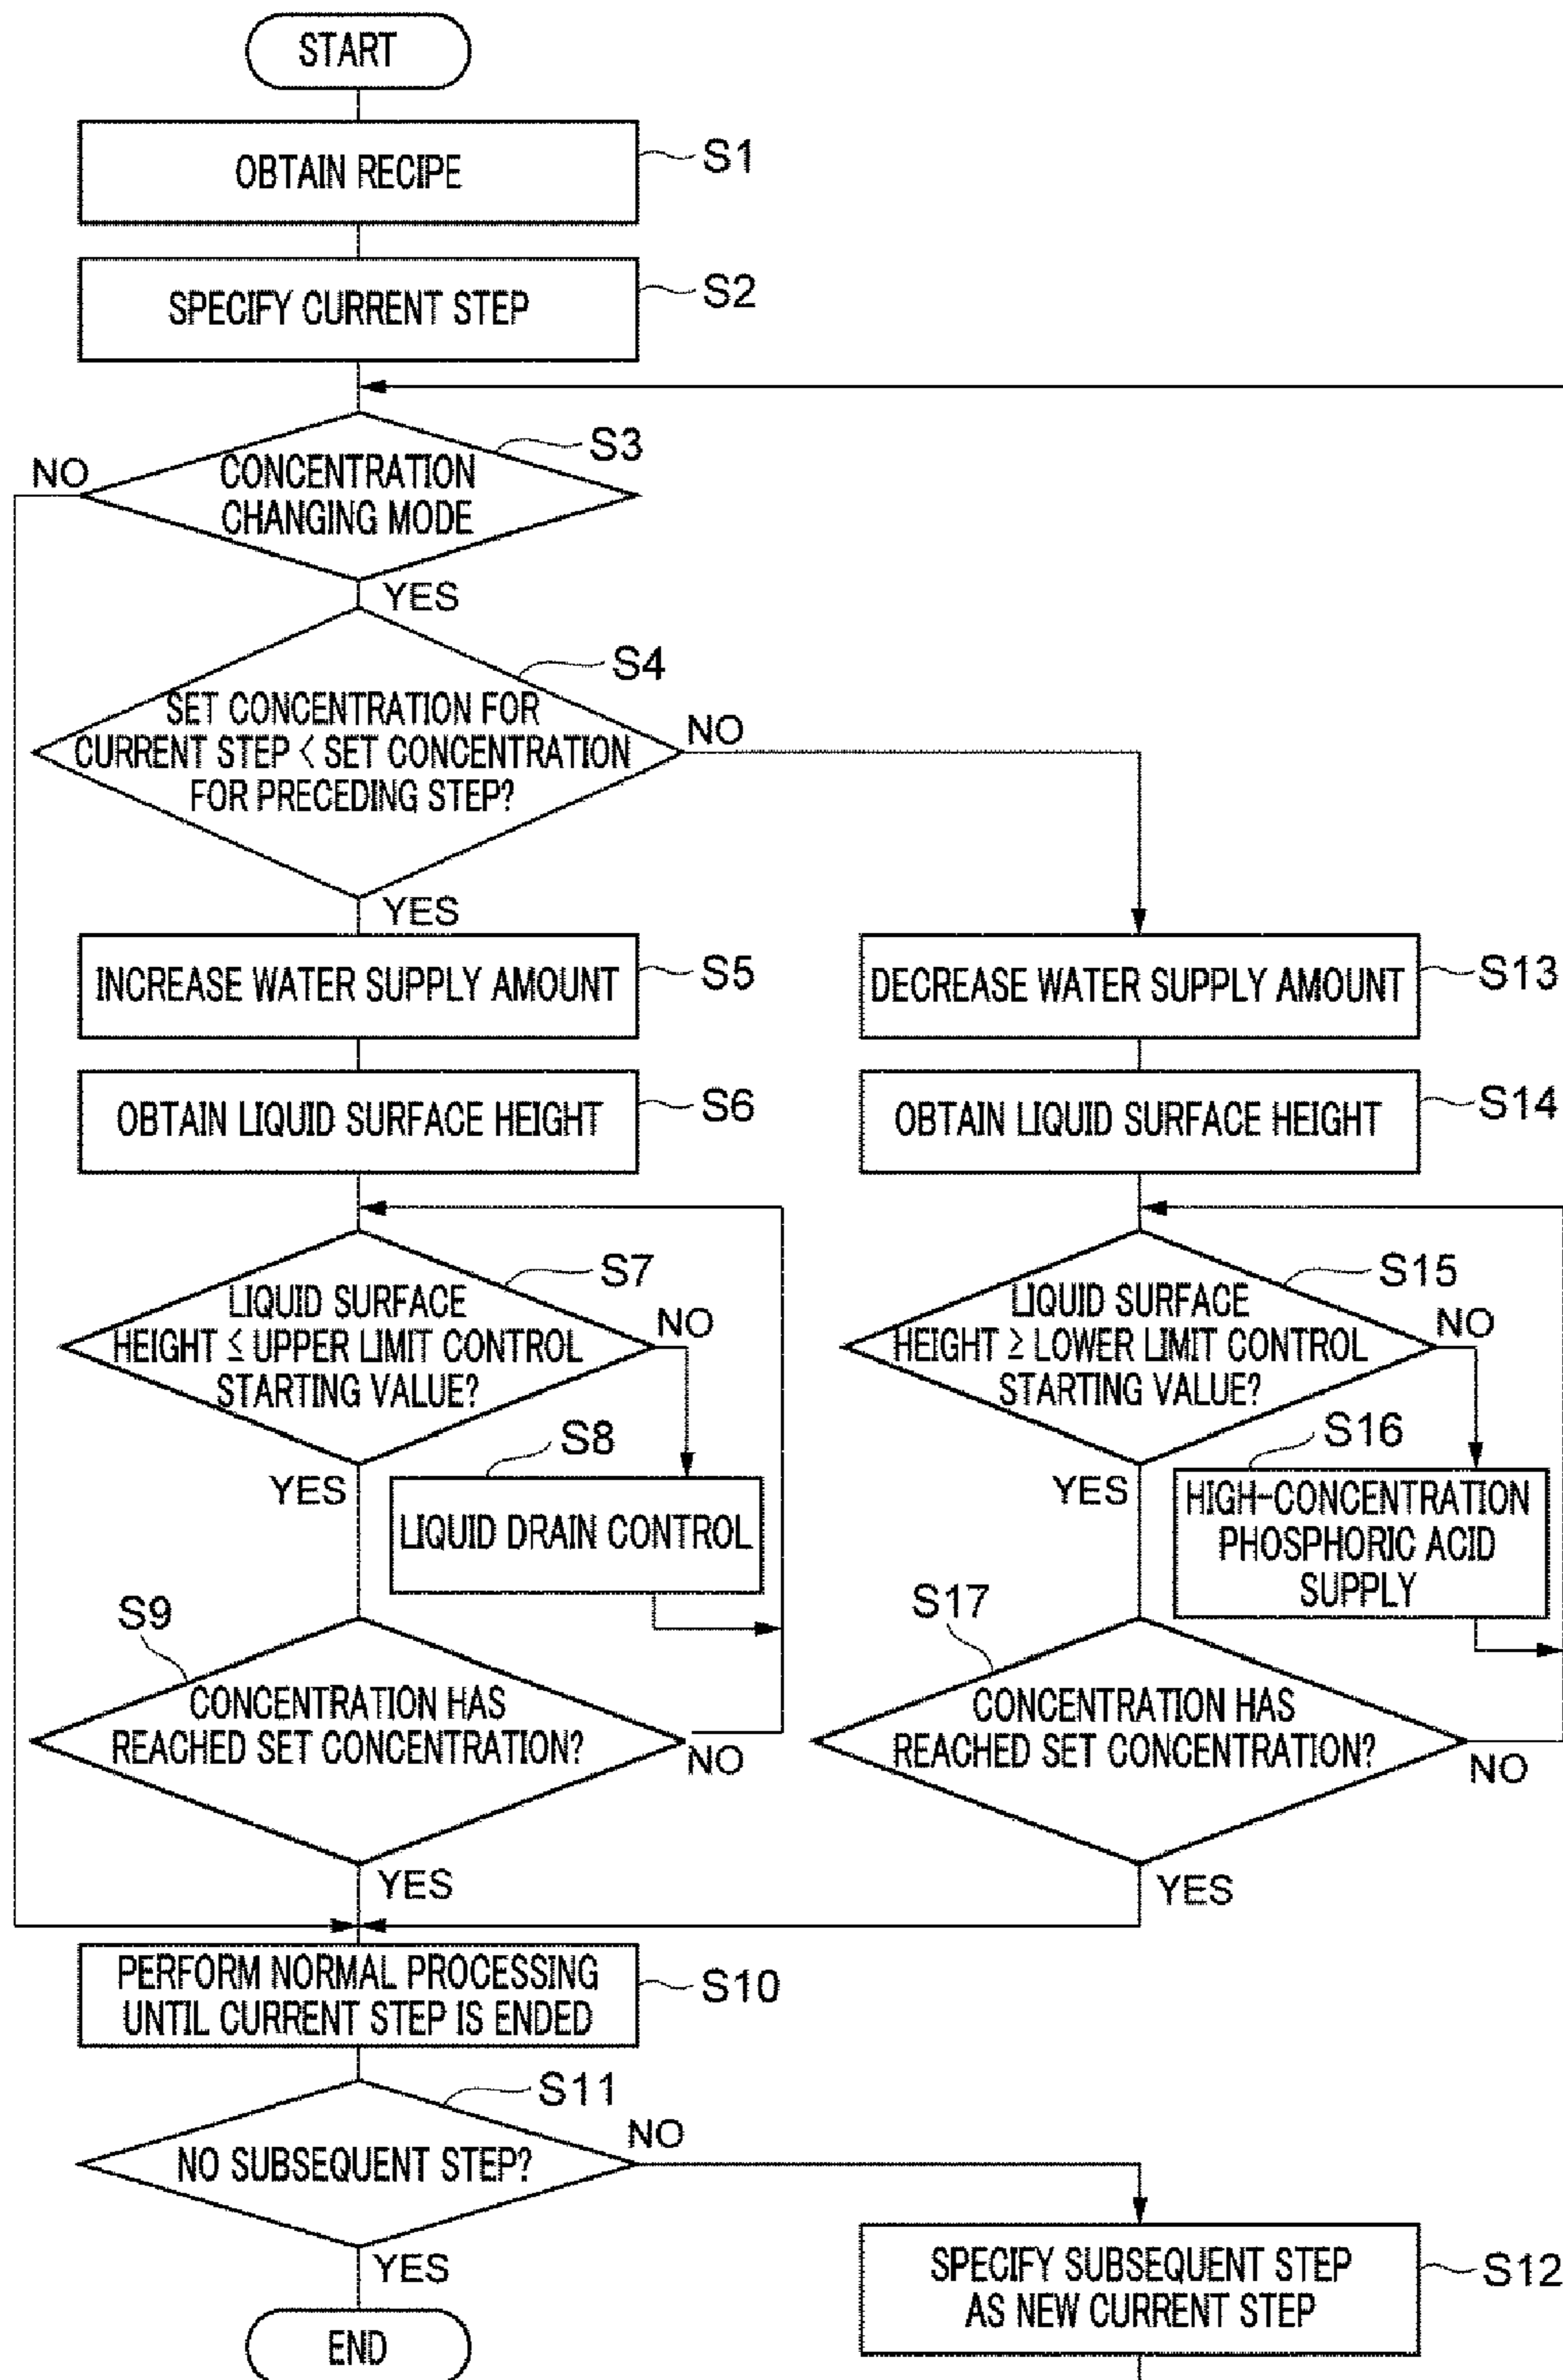 START
OBTAIN RECIPE
S1
SPECIFY CURRENT STEP
S2
S3
NO
CONCENTRATION
CHANGING MODE
YES
S4
SET CONCENTRATION FOR
CURRENT STEP < SET CONCENTRATION
FOR PRECEDING STEP?
NO
YES
INCREASE WATER SUPPLY AMOUNT
S5
DECREASE WATER SUPPLY AMOUNT
S13
OBTAIN LIQUID SURFACE HEIGHT
S6
OBTAIN LIQUID SURFACE HEIGHT
S14
S7
LIQUID SURFACE
HEIGHT ≤ UPPER LIMIT CONTROL
STARTING VALUE?
NO
S15
LIQUID SURFACE
HEIGHT ≥ LOWER LIMIT CONTROL
STARTING VALUE?
NO
S8
YES
LIQUID DRAIN CONTROL
S16
YES
HIGH-CONCENTRATION
PHOSPHORIC ACID
SUPPLY
S9
CONCENTRATION HAS
REACHED SET CONCENTRATION?
NO
YES
S17
CONCENTRATION HAS
REACHED SET CONCENTRATION?
NO
YES
PERFORM NORMAL PROCESSING
UNTIL CURRENT STEP IS ENDED
S10
S11
NO SUBSEQUENT STEP?
NO
YES
SPECIFY SUBSEQUENT STEP
AS NEW CURRENT STEP
S12
END